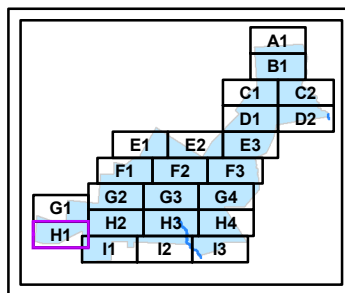 A1
B1
C1 C2
D1 D2
E1 E2 E3
F1 F2 F3
G1 G2 G3 G4
H1 H2 H3 H4
I1 I2 I3